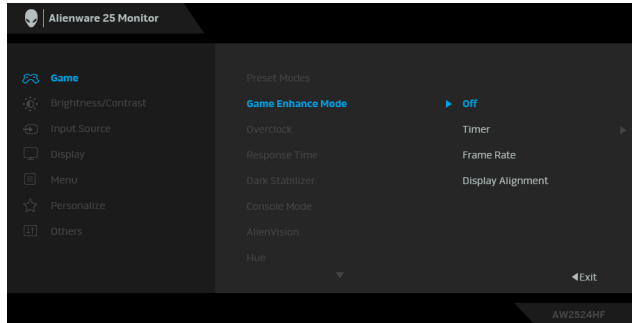 Alienware 25 Monitor
Game
Brightness/Contrast
Input Source
Display
Menu
Personalize
Others
Preset Modes
Game Enhance Mode
Overclock
Response Time
Dark Stabilizer
Console Mode
AlienVision
Hue
Off
Timer
Frame Rate
Display Alignment
Exit
AW2524HF